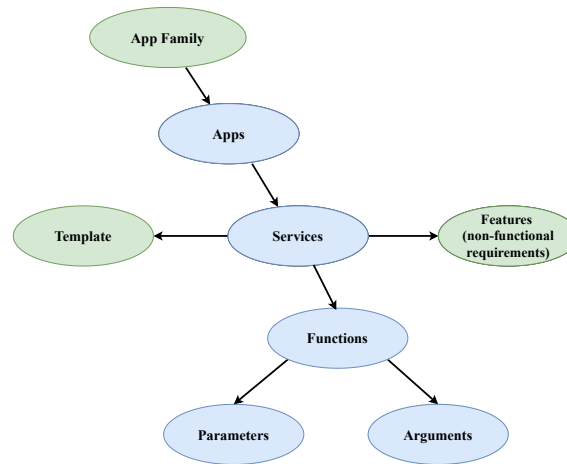 App Family
Apps
Template
Services
Features
(non-functional
requirements)
Functions
Parameters
Arguments